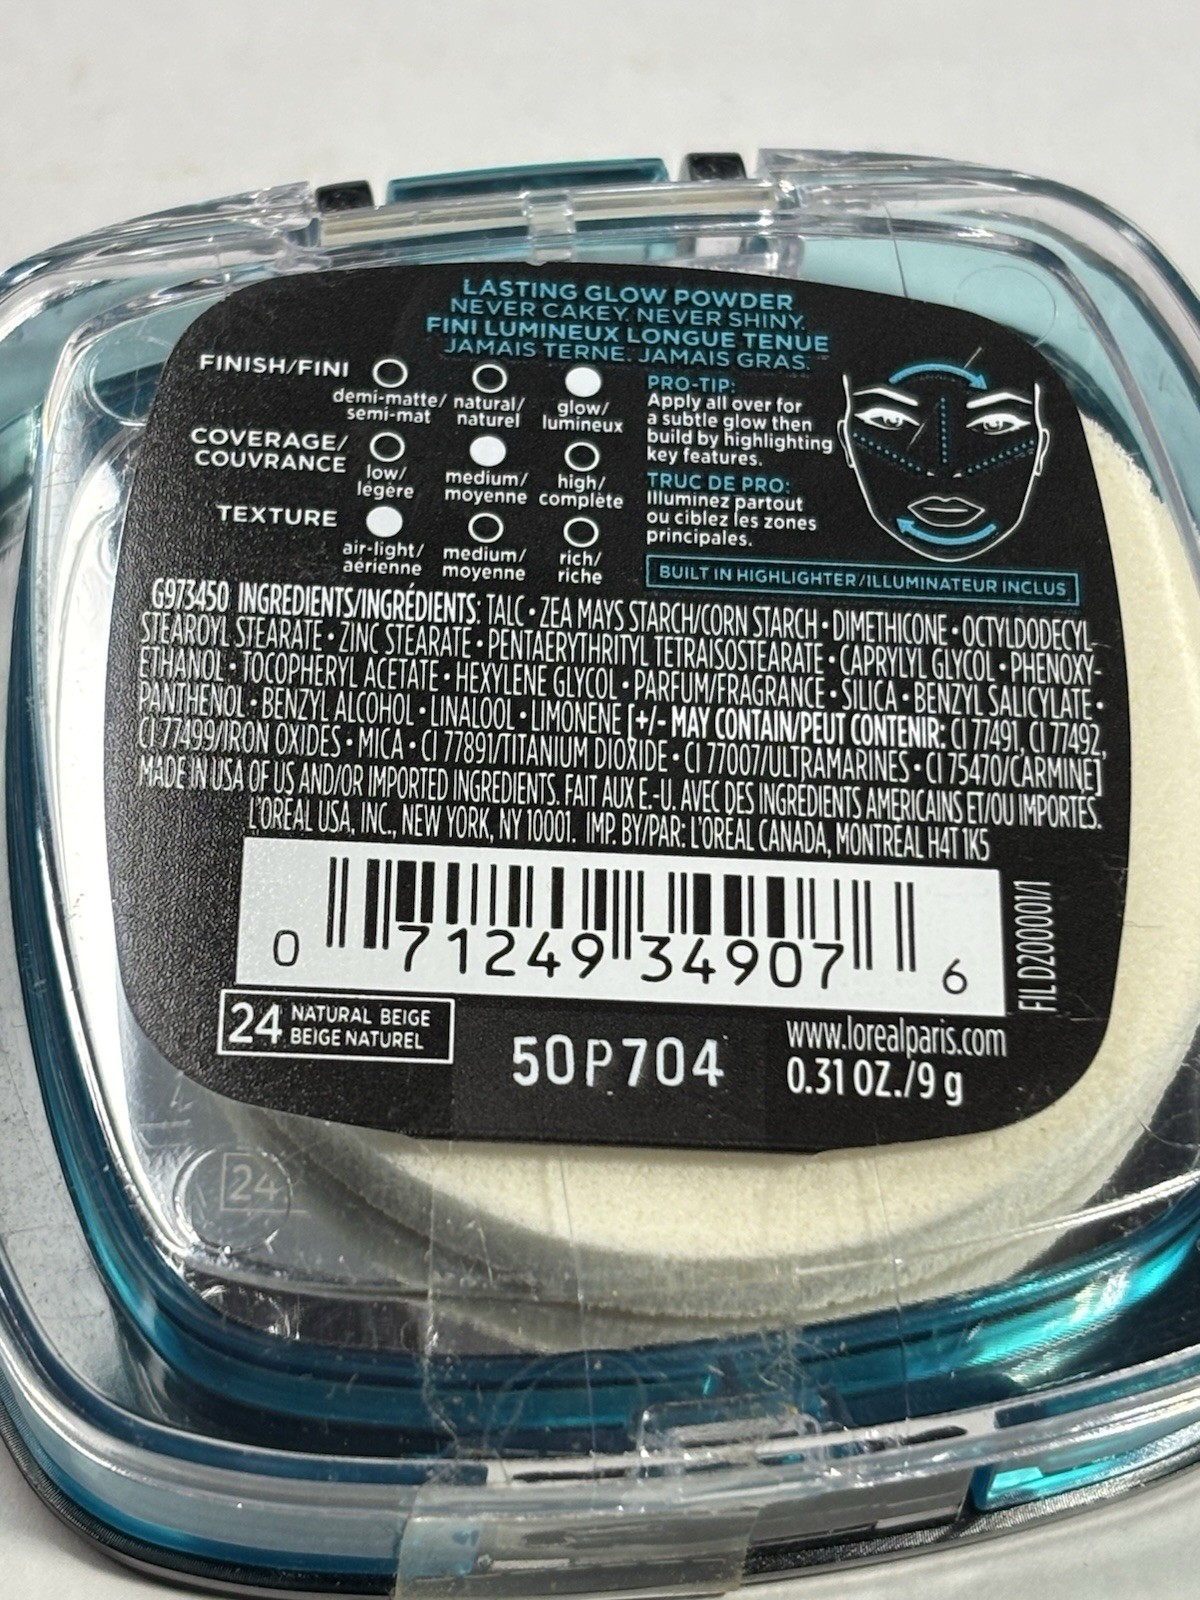 LASTING GLOW POWDER
NEVER CAKEY. NEVER SHINY.
FINI LUMINEUX LONGUE TENUE
JAMAIS TERNE. JAMAIS GRAS.
FINISH/FINI
demi-matte/ semi-mat
natural/ naturel
glow/ lumineux
COVERAGE/ COUVRANCE
low/ légère
medium/ moyenne
high/ complète
TEXTURE
air-light/ aérienne
medium/ moyenne
rich/ riche
PRO-TIP:
Apply all over for
a subtle glow then
build by highlighting
key features.
TRUC DE PRO:
Illuminez partout
ou ciblez les zones
principales.
BUILT IN HIGHLIGHTER/ILLUMINATEUR INCLUS
G973450 INGREDIENTS/INGRÉDIENTS: TALC • ZEA MAYS STARCH/CORN STARCH • DIMETHICONE • OCTYLDODECYL-
STEAROYL STEARATE • ZINC STEARATE • PENTAERYTHRITYL TETRAISOSTEARATE • CAPRYLYL GLYCOL • PHENOXY-
ETHANOL • TOCOPHERYL ACETATE • HEXYLENE GLYCOL • PARFUM/FRAGRANCE • SILICA • BENZYL SALICYLATE •
PANTHENOL • BENZYL ALCOHOL • LINALOOL • LIMONENE [+/- MAY CONTAIN/PEUT CONTENIR: CI 77491, CI 77492,
CI 77499/IRON OXIDES • MICA • CI 77891/TITANIUM DIOXIDE • CI 77007/ULTRAMARINES • CI 75470/CARMINE]
MADE IN USA OF US AND/OR IMPORTED INGREDIENTS. FAIT AUX E.-U. AVEC DES INGREDIENTS AMERICAINS ET/OU IMPORTES.
L'OREAL USA, INC., NEW YORK, NY 10001. IMP. BY/PAR: L'OREAL CANADA, MONTREAL H4T 1K5
0 71249 34907 6
FIL D200001/1
24 NATURAL BEIGE
BEIGE NATUREL
50P704
www.lorealparis.com
0.31 OZ./9 g
24